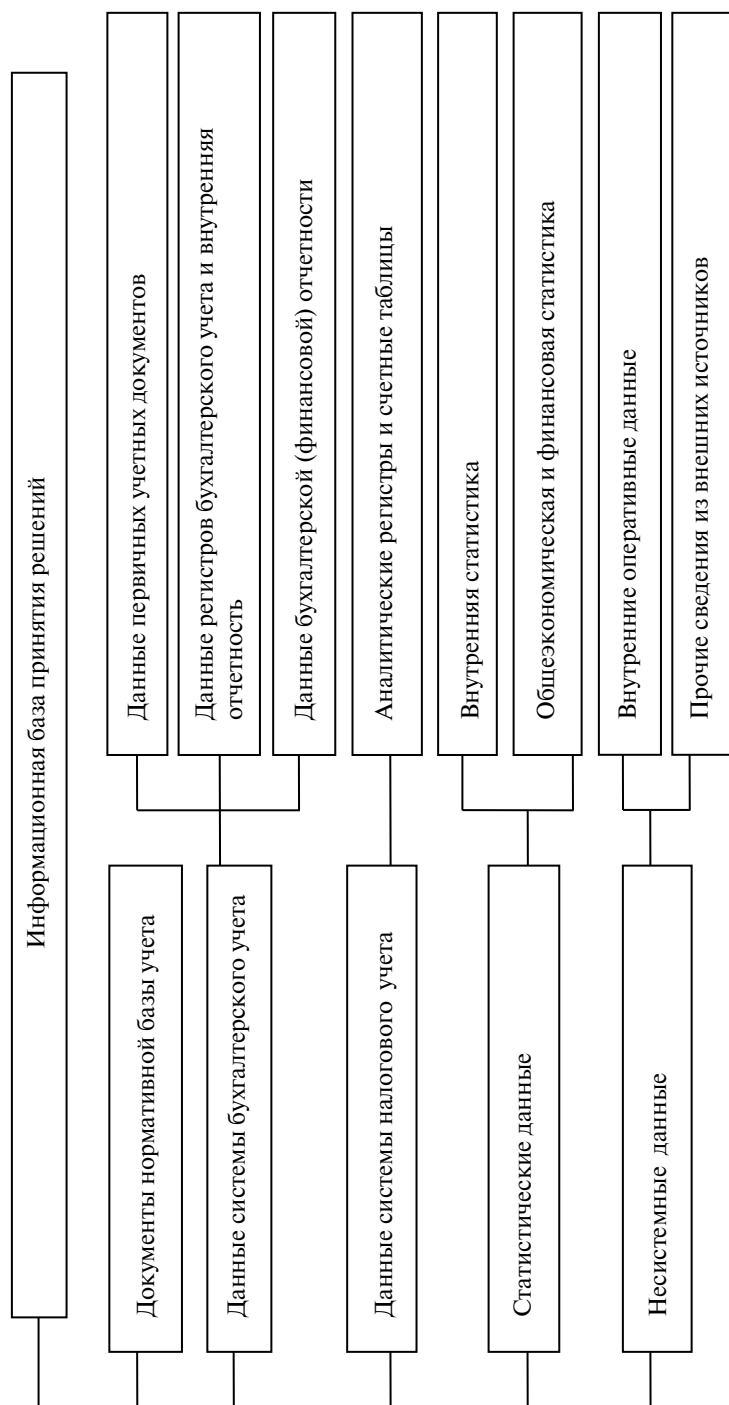 Информационная база принятия решений
Документы нормативной базы учета
Данные системы бухгалтерского учета
Данные первичных учетных документов
Данные регистров бухгалтерского учета и внутренняя
отчетность
Данные бухгалтерской (финансовой) отчетности
Данные системы налогового учета
Аналитические регистры и счетные таблицы
Статистические данные
Внутренняя статистика
Общеэкономическая и финансовая статистика
Несистемные данные
Внутренние оперативные данные
Прочие сведения из внешних источников